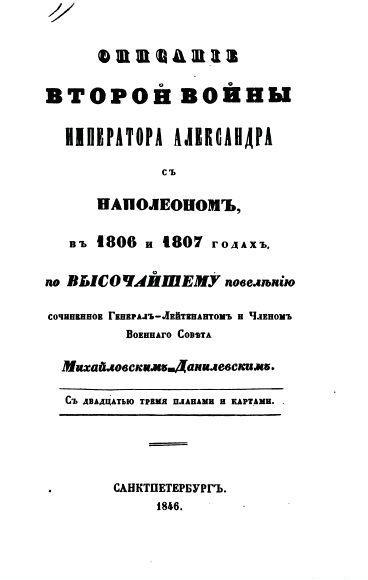 ОПИСАНІЕ
ВТОРОЙ ВОЙНЫ
ИМПЕРАТОРА АЛЕКСАНДРА
СЪ
НАПОЛЕОНОМЪ,
ВЪ 1806 И 1807 ГОДАХЪ,
по ВЫСОЧАЙШЕМУ повелѣнію
СОЧИНЕННОЕ ГЕНЕРАЛЪ-ЛЕЙТЕНАНТОМЪ И ЧЛЕНОМЪ
ВОЕННАГО СОВѢТА
Михайловскимъ-Данилевскимъ.
СЪ ДВАДЦАТЬЮ ТРЕМЯ ПЛАНАМИ И КАРТАМИ.
САНКТПЕТЕРБУРГЪ.
1846.